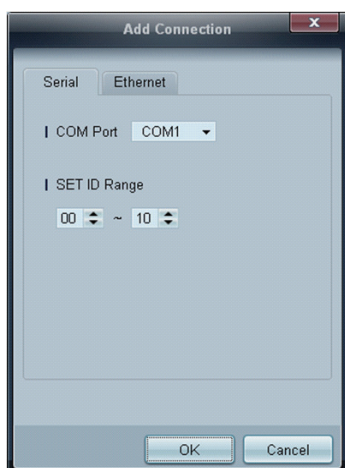 Add Connection
x
Serial Ethernet
COM Port COM1
SET ID Range
00 ~ 10
OK Cancel